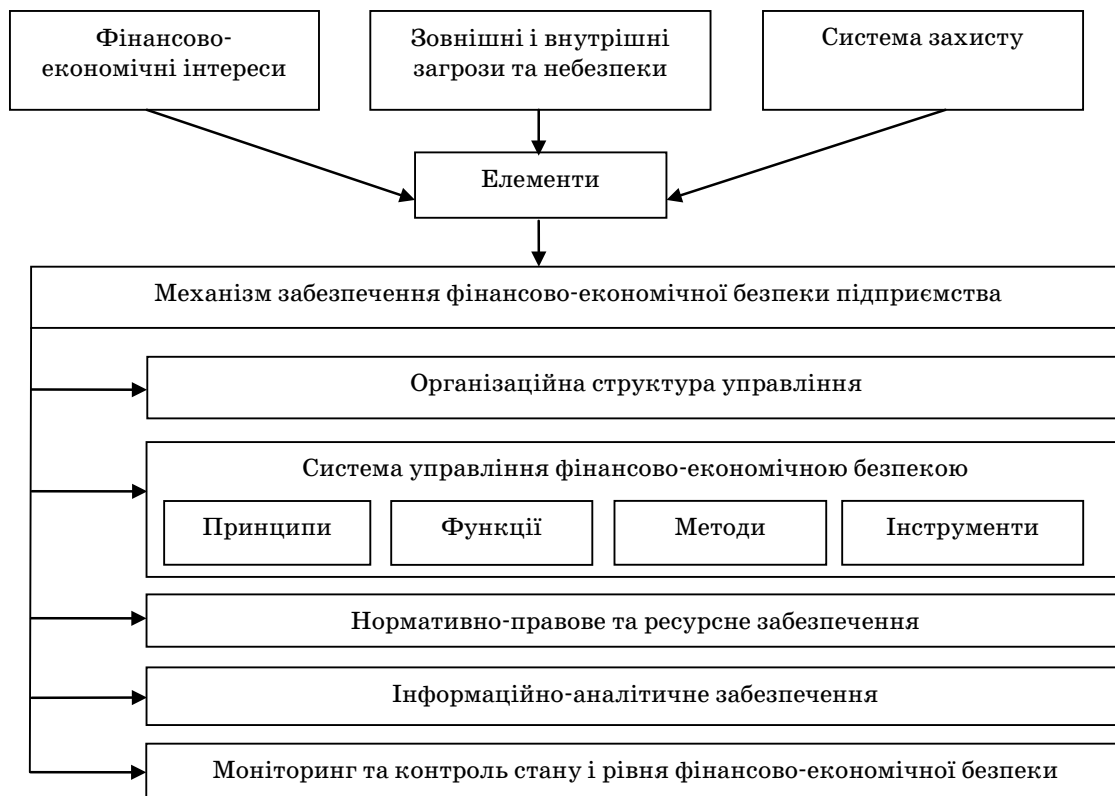 Фінансово-
економічні інтереси
Зовнішні і внутрішні
загрози та небезпеки
Система захисту
Елементи
Механізм забезпечення фінансово-економічної безпеки підприємства
Організаційна структура управління
Система управління фінансово-економічною безпекою
Принципи
Функції
Методи
Інструменти
Нормативно-правове та ресурсне забезпечення
Інформаційно-аналітичне забезпечення
Моніторинг та контроль стану і рівня фінансово-економічної безпеки